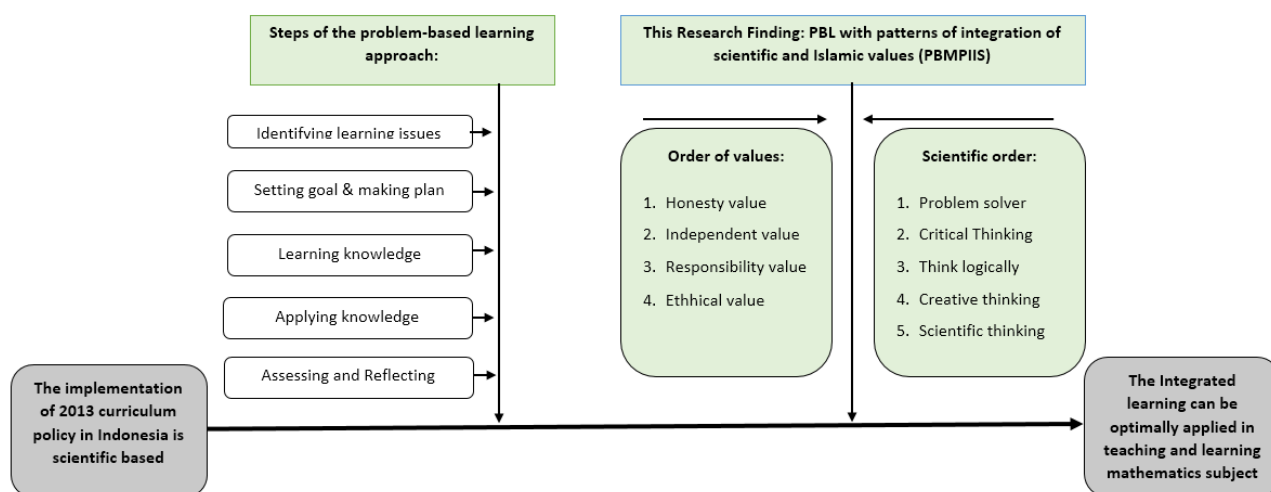 Steps of the problem-based learning
approach:
This Research Finding: PBL with patterns of integration of
scientific and Islamic values (PBMPIIS)
Identifying learning issues
Setting goal & making plan
Learning knowledge
Applying knowledge
Assessing and Reflecting
Order of values:
1. Honesty value
2. Independent value
3. Responsibility value
4. Ethhical value
Scientific order:
1. Problem solver
2. Critical Thinking
3. Think logically
4. Creative thinking
5. Scientific thinking
The implementation
of 2013 curriculum
policy in Indonesia is
scientific based
The Integrated
learning can be
optimally applied in
teaching and learning
mathematics subject